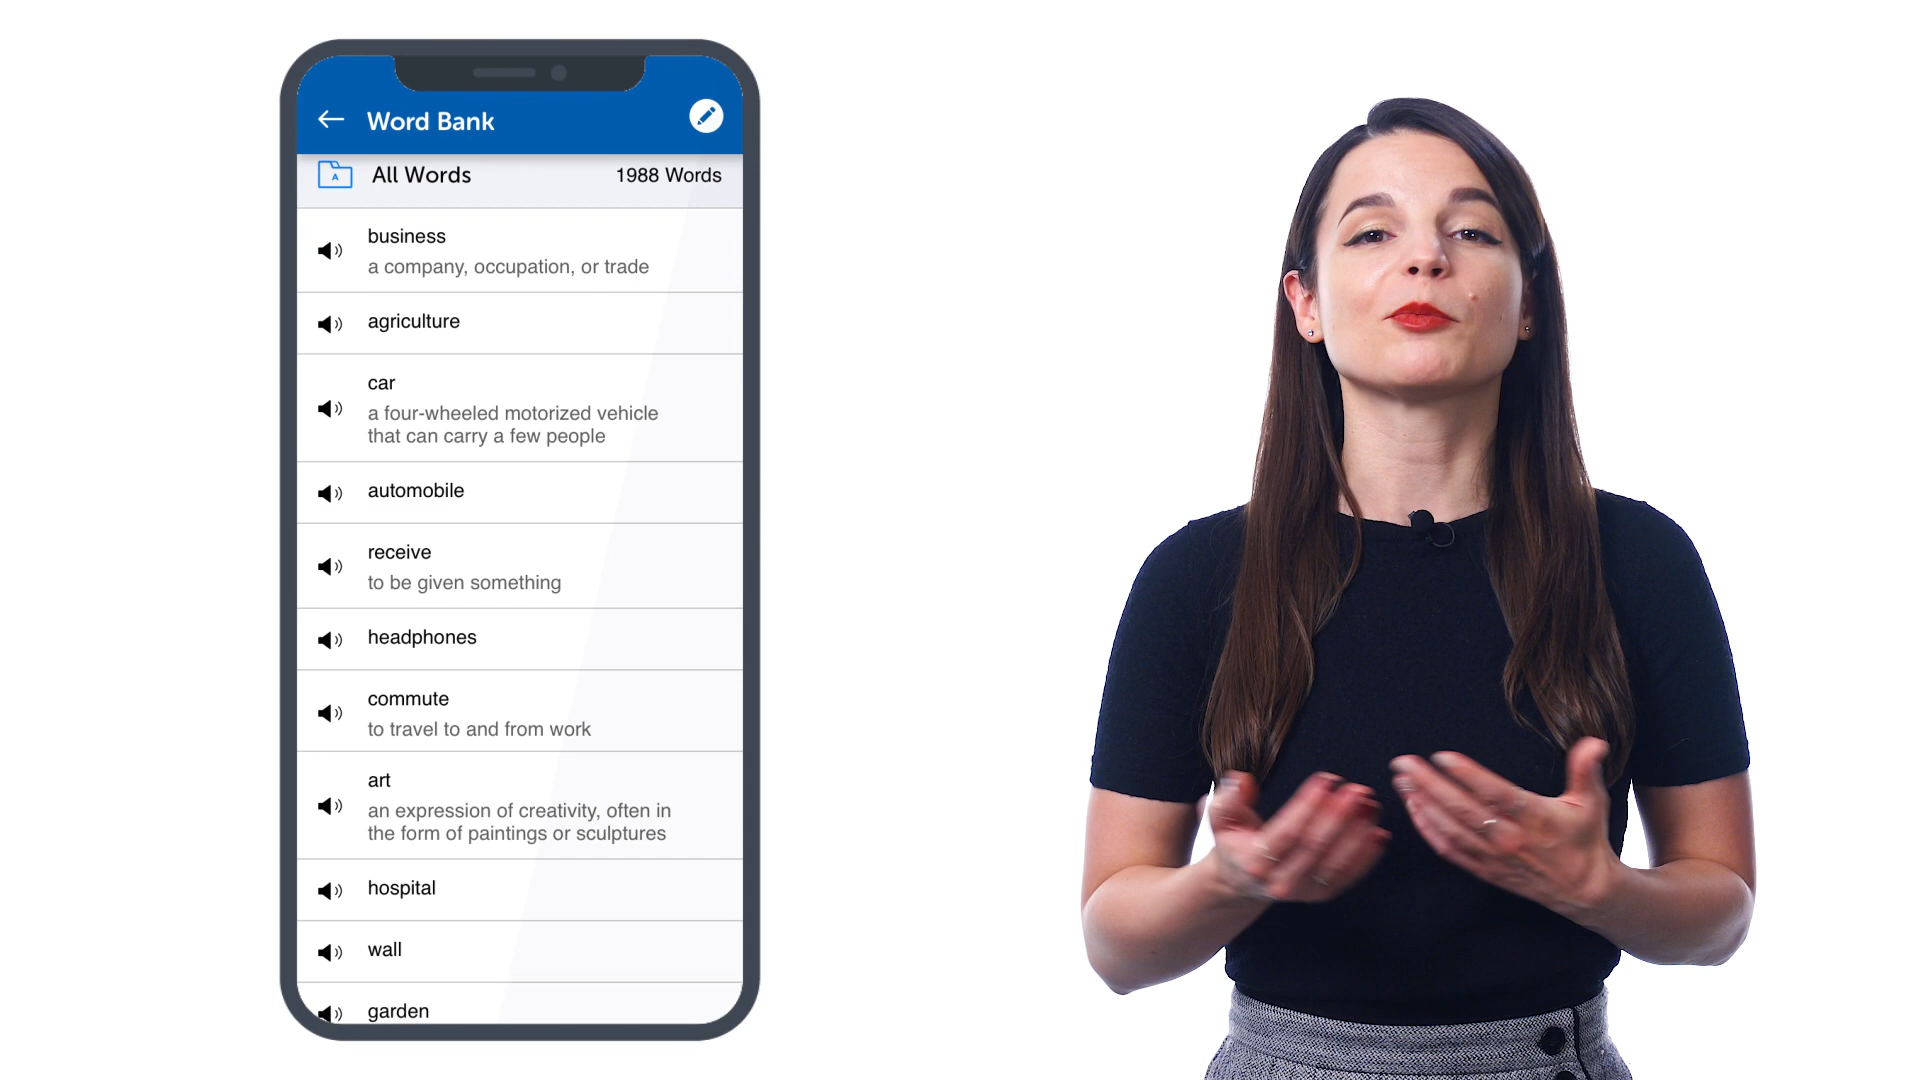 Word Bank
A
All Words
1988 Words
business
a company, occupation, or trade
agriculture
car
a four-wheeled motorized vehicle
that can carry a few people
automobile
receive
to be given something
headphones
commute
to travel to and from work
art
an expression of creativity, often in
the form of paintings or sculptures
hospital
wall
garden